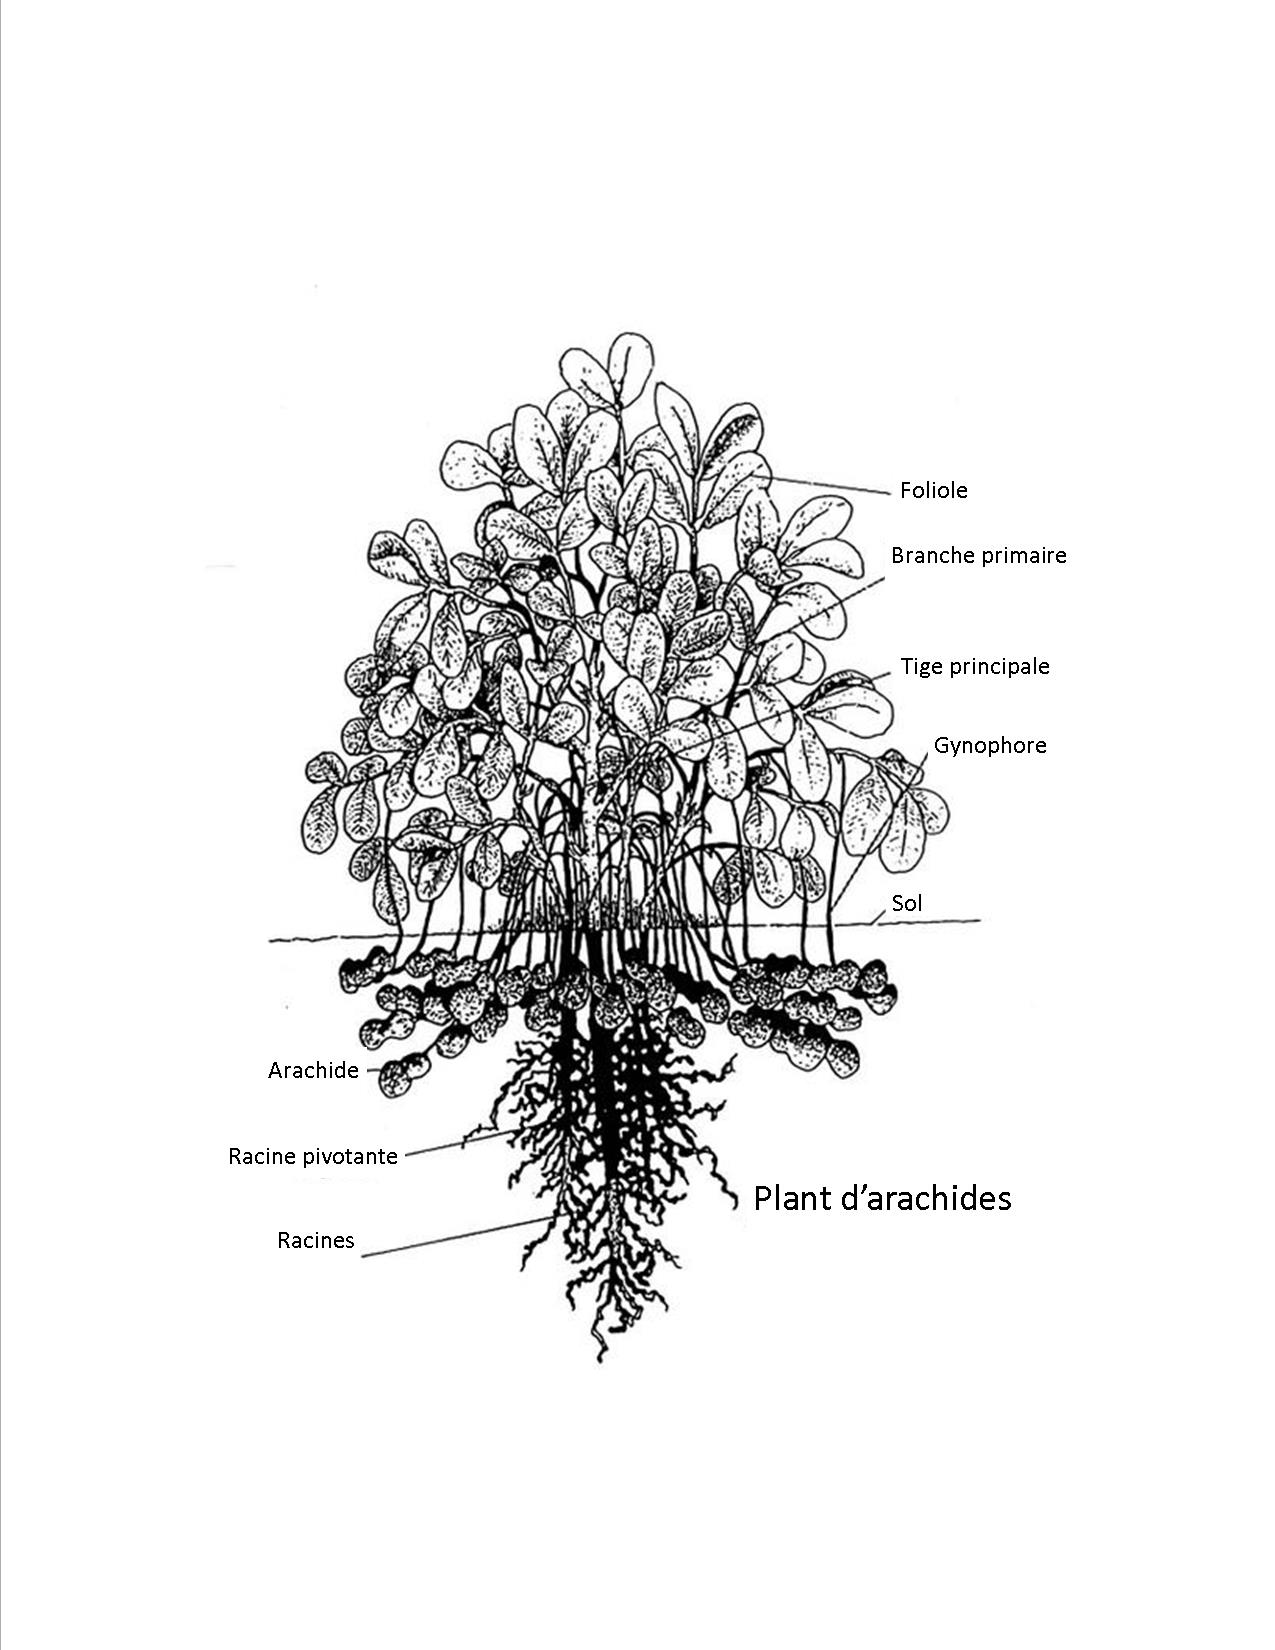 Foliole
Branche primaire
Tige principale
Gynophore
Sol
Arachide
Racine pivotante
Plant d’arachides
Racines